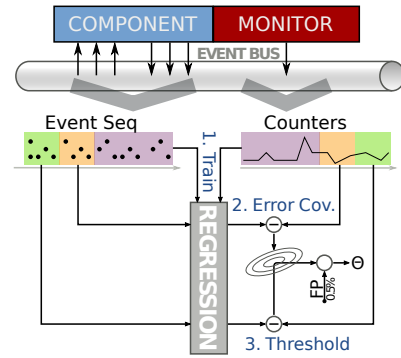 COMPONENT MONITOR
EVENT BUS
Event Seq Counters
1. Train
REGRESSION
2. Error Cov.
Θ
FP
0.5%
3. Threshold